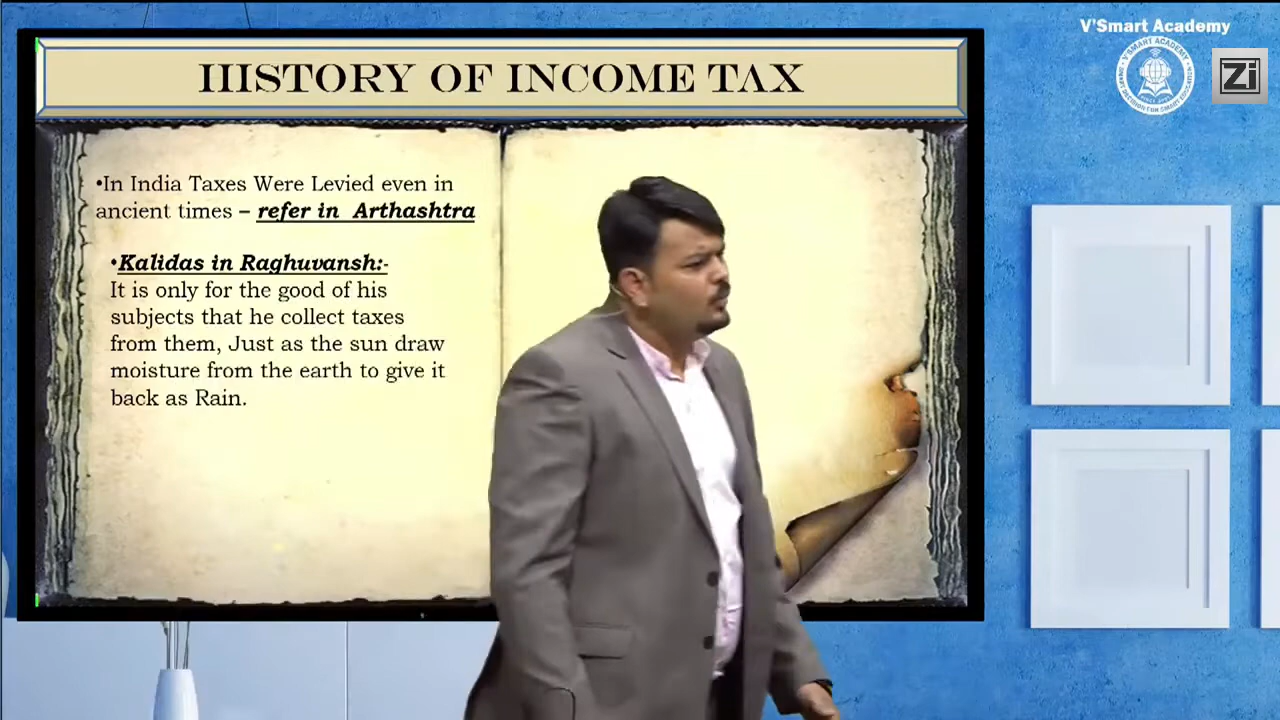 V'Smart Academy
Zi
HISTORY OF INCOME TAX
•In India Taxes Were Levied even in
ancient times – refer in Arthashtra
•Kalidas in Raghuvansh:-
It is only for the good of his
subjects that he collect taxes
from them, Just as the sun draw
moisture from the earth to give it
back as Rain.